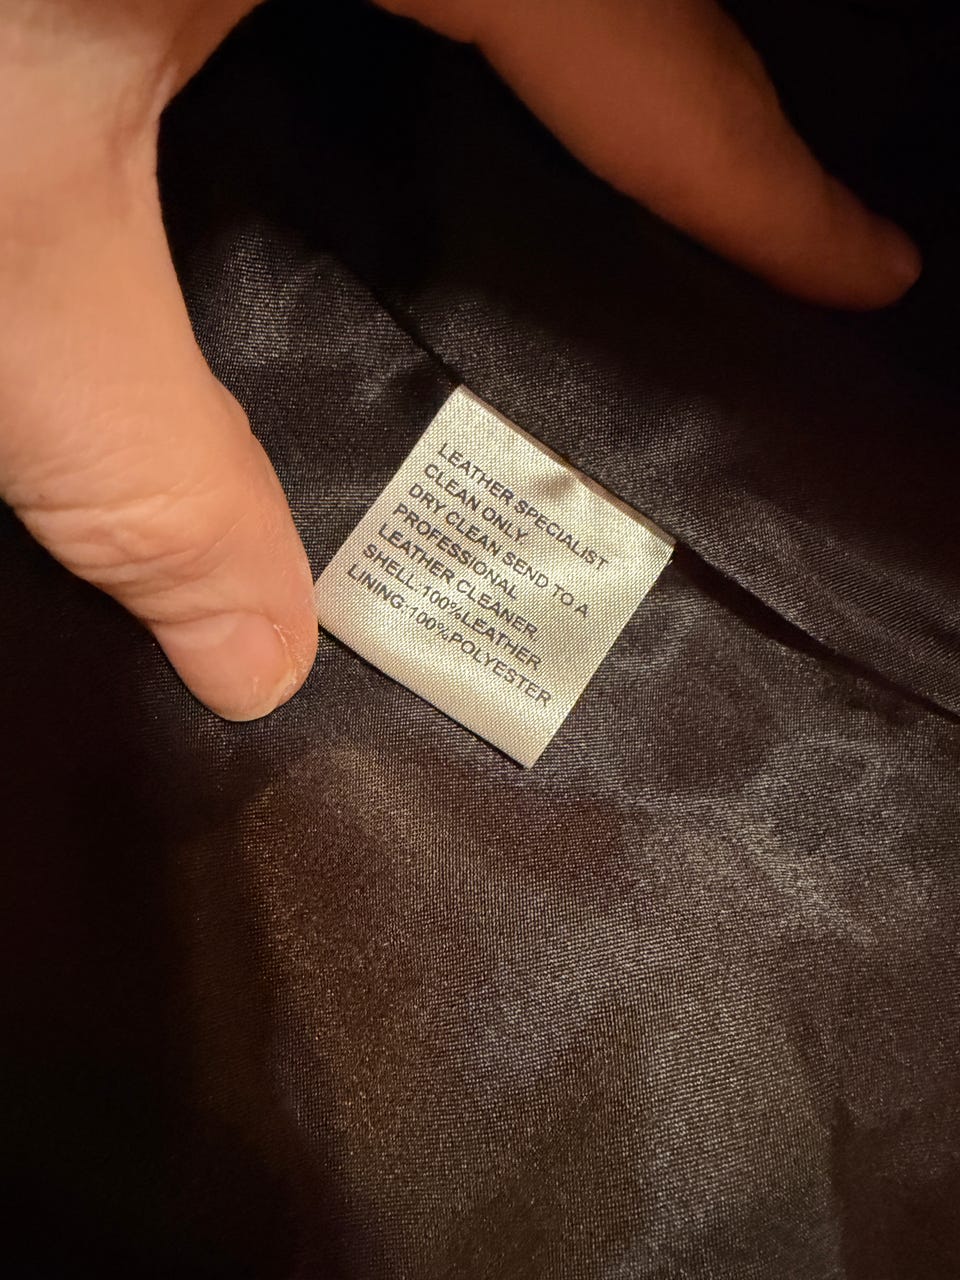 LEATHER SPECIALIST
CLEAN ONLY.
DRY CLEAN SEND TO A
PROFESSIONAL
LEATHER CLEANER,
SHELL:100%LEATHER
LINING:100%POLYESTER